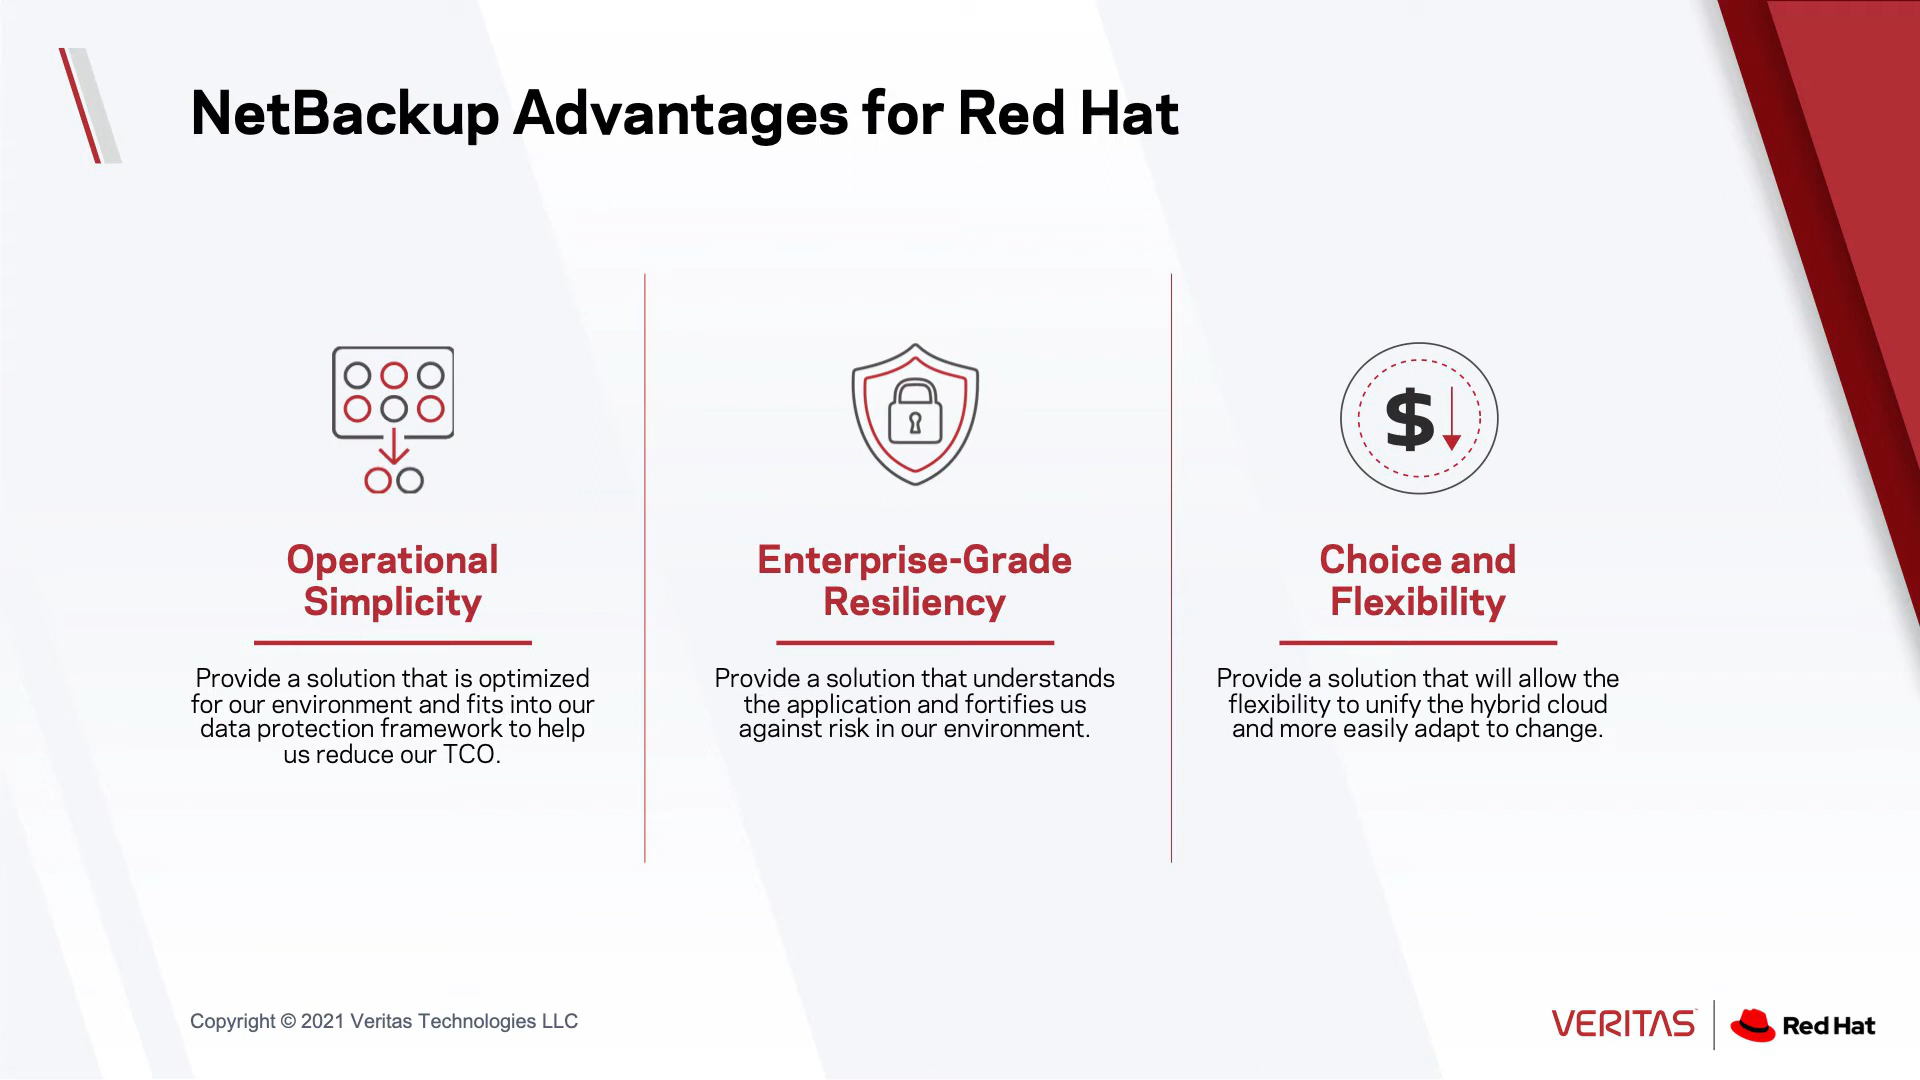 NetBackup Advantages for Red Hat
$
Operational
Simplicity
Provide a solution that is optimized
for our environment and fits into our
data protection framework to help
us reduce our TCO.
Enterprise-Grade
Resiliency
Provide a solution that understands
the application and fortifies us
against risk in our environment.
Choice and
Flexibility
Provide a solution that will allow the
flexibility to unify the hybrid cloud
and more easily adapt to change.
Copyright © 2021 Veritas Technologies LLC
VERITAS
Red Hat